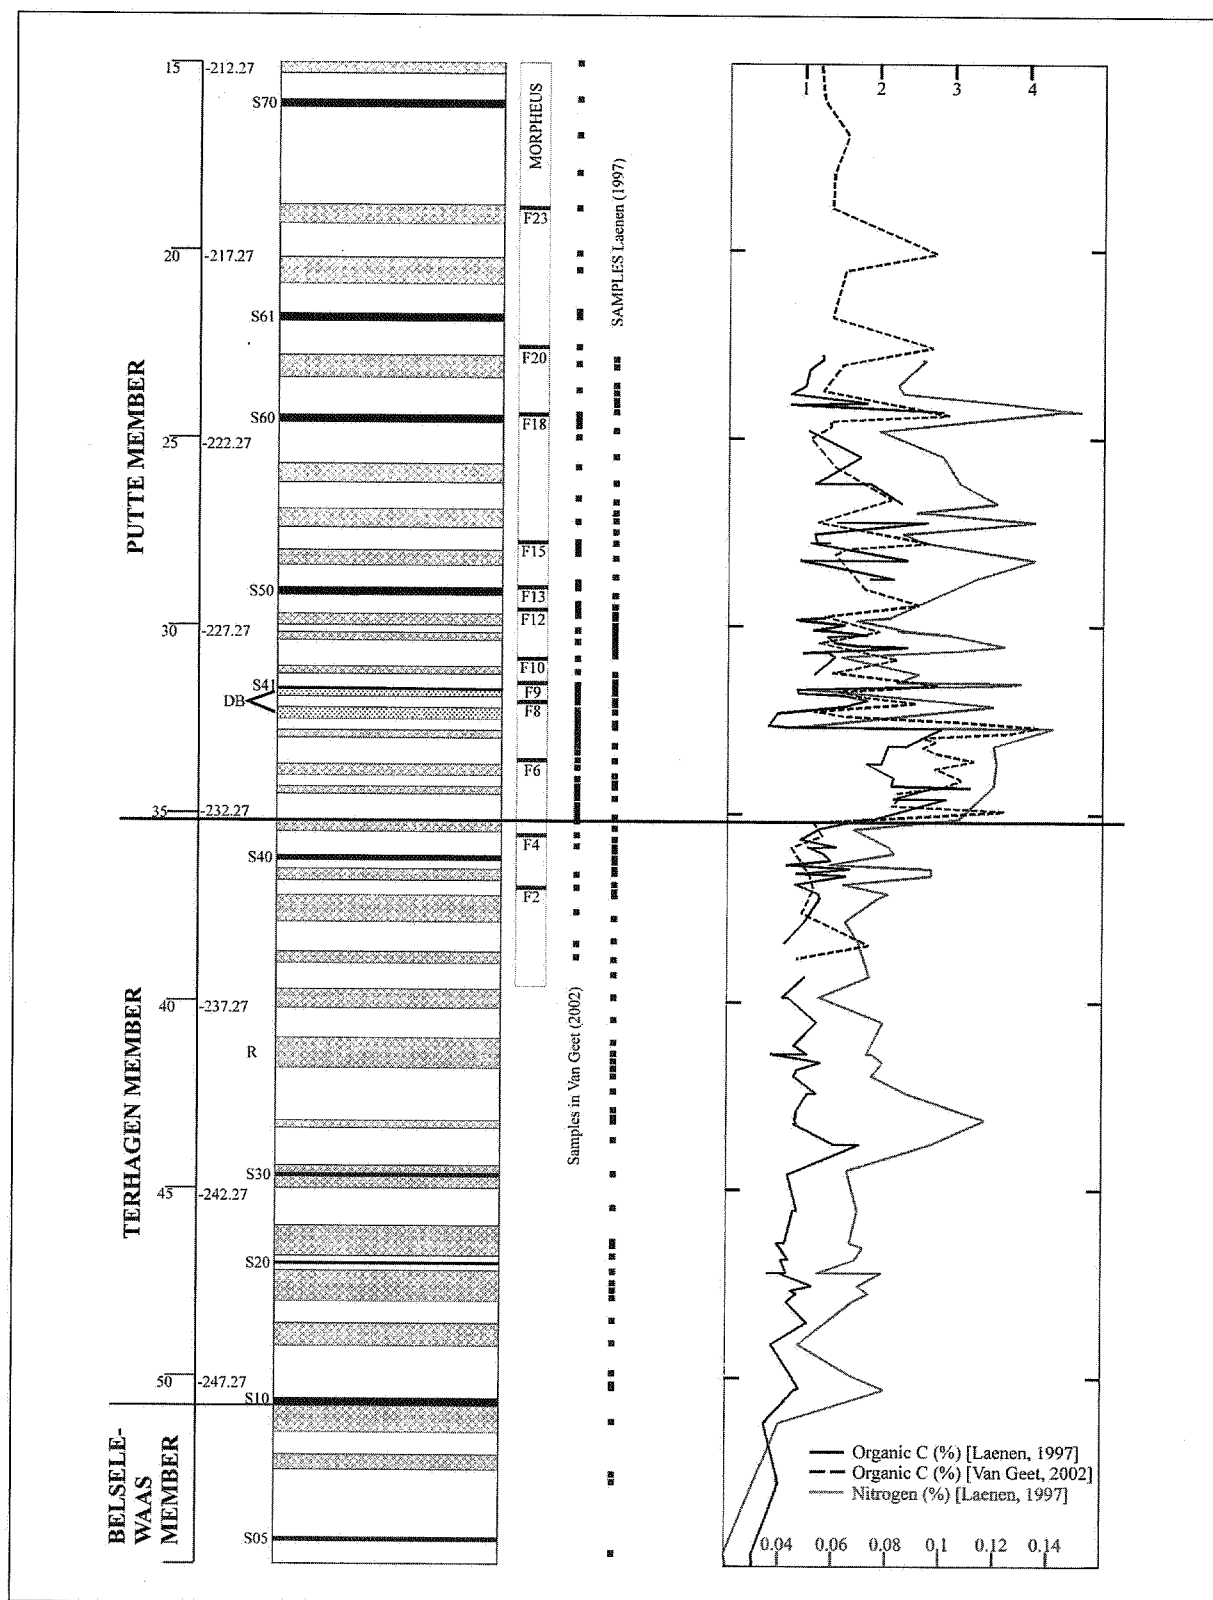 15
-212.27
S70
20
-217.27
S61
S60
25
-222.27
S50
30
-227.27
S41
DB
35
-232.27
S40
40
-237.27
R
S30
45
-242.27
S20
50
-247.27
S10
S05
PUTTE MEMBER
TERHAGEN MEMBER
BELSELE-
WAAS
MEMBER
MORPHEUS
F23
F20
F18
F15
F13
F12
F10
F9
F8
F6
F4
F2
Samples in Van Geet (2002)
SAMPLES Laenen (1997)
1 2 3 4
Organic C (%) [Laenen, 1997]
Organic C (%) [Van Geet, 2002]
Nitrogen (%) [Laenen, 1997]
0.04 0.06 0.08 0.1 0.12 0.14